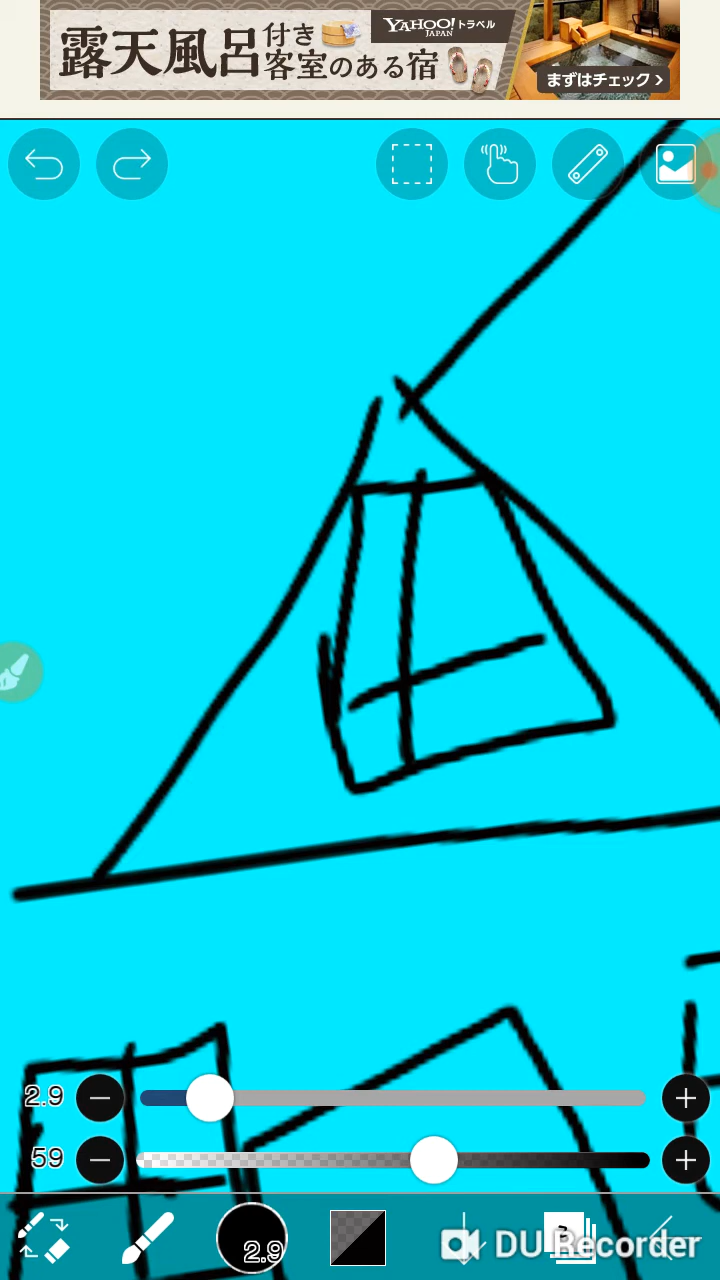 露天風呂付き
客室のある宿
YAHOO!トラベル
JAPAN
まずはチェック >
2.9
59
2.9
2
DU Recorder